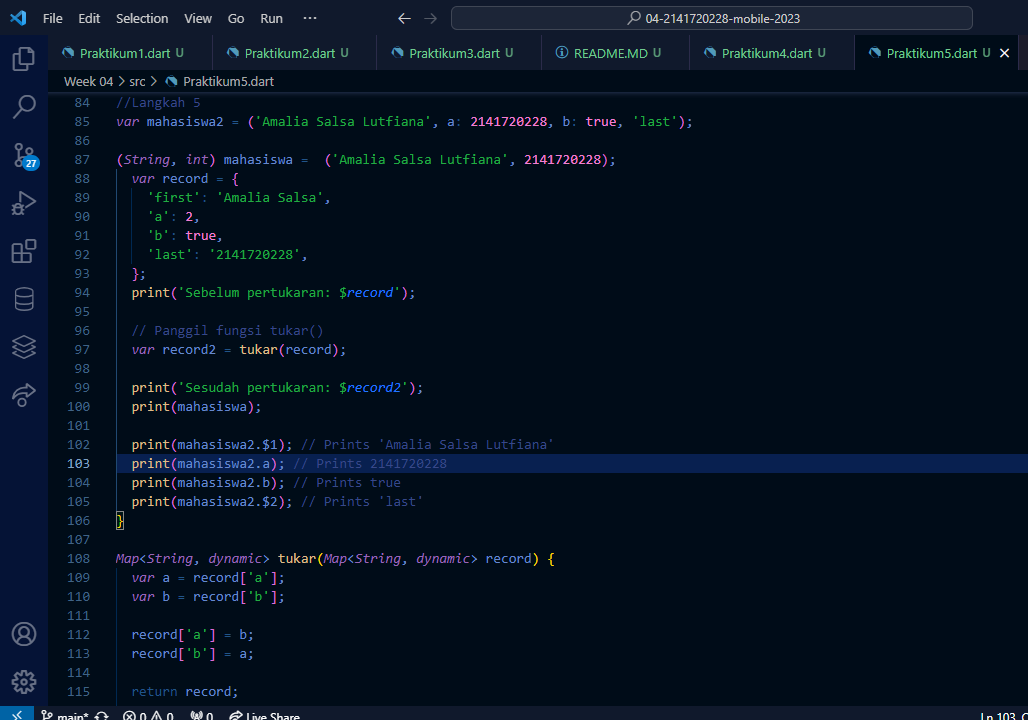 File Edit Selection View Go Run ··· 04-2141720228-mobile-2023
Praktikum1.dart U Praktikum2.dart U Praktikum3.dart U README.MD U Praktikum4.dart U Praktikum5.dart U
Week 04 > src > Praktikum5.dart
84 //Langkah 5
85 var mahasiswa2 = ('Amalia Salsa Lutfiana', a: 2141720228, b: true, 'last');
86
87 (String, int) mahasiswa =  ('Amalia Salsa Lutfiana', 2141720228);
88 var record = {
89 'first': 'Amalia Salsa',
90 'a': 2,
91 'b': true,
92 'last': '2141720228',
93 };
94 print('Sebelum pertukaran: $record');
95
96 // Panggil fungsi tukar()
97 var record2 = tukar(record);
98
99 print('Sesudah pertukaran: $record2');
100 print(mahasiswa);
101
102 print(mahasiswa2.$1); // Prints 'Amalia Salsa Lutfiana'
103 print(mahasiswa2.a); // Prints 2141720228
104 print(mahasiswa2.b); // Prints true
105 print(mahasiswa2.$2); // Prints 'last'
106 }
107
108 Map<String, dynamic> tukar(Map<String, dynamic> record) {
109 var a = record['a'];
110 var b = record['b'];
111
112 record['a'] = b;
113 record['b'] = a;
114
115 return record;
27
main* 0 0 0 Live Share Ln 103